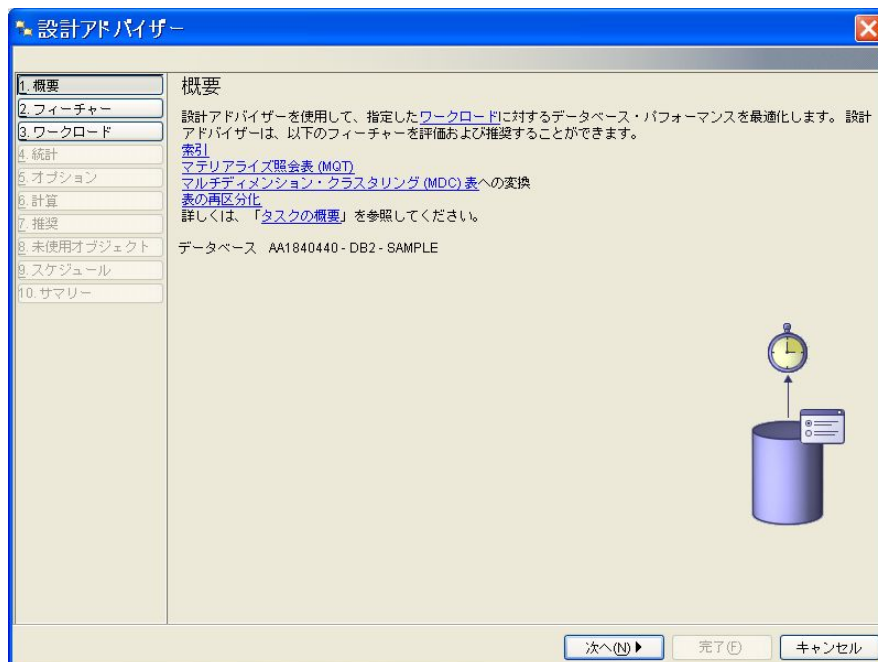 設計アドバイザー
1. 概要
2. フィーチャー
3. ワークロード
4. 統計
5. オプション
6. 計算
7. 推奨
8. 未使用オブジェクト
9. スケジュール
10. サマリー
概要
設計アドバイザーを使用して、指定したワークロードに対するデータベース・パフォーマンスを最適化します。 設計
アドバイザーは、以下のフィーチャーを評価および推奨することができます。
索引
マテリアライズ照会表 (MQT)
マルチディメンション・クラスタリング (MDC) 表への変換
表の再区分化
詳しくは、「タスクの概要」を参照してください。
データベース AA1840440 - DB2 - SAMPLE
次へ(N)
完了(F)
キャンセル